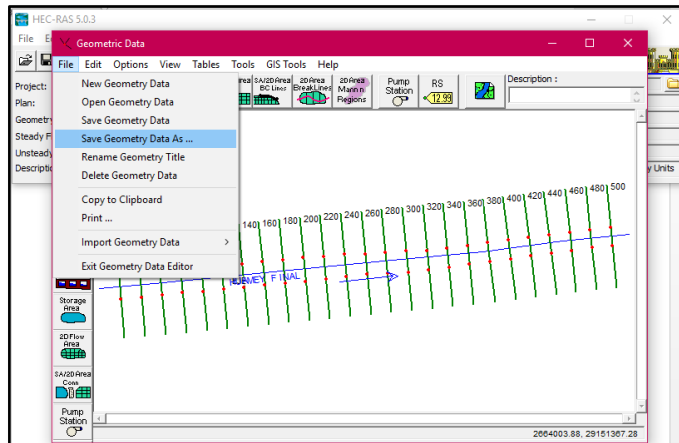 HEC-RAS 5.0.3
File
Project:
Plan:
Geometry
Steady F
Unsteady
Descriptio
y Units
Geometric Data
File Edit Options View Tables Tools GIS Tools Help
New Geometry Data
Open Geometry Data
Save Geometry Data
Save Geometry Data As ...
Rename Geometry Title
Delete Geometry Data
Copy to Clipboard
Print ...
Import Geometry Data
Exit Geometry Data Editor
SA/2D Area
BC Lines
2D Area
BreakLines
2D Area
Mann n
Regions
Pump
Station
RS
12.99
Description :
140 160 180 200 220 240 260 280 300 320 340 360 380 400 420 440 460 480 500
Storage
Area
2D Flow
Area
SA/2D Area
Conn
Pump
Station
2664003.88, 29151367.28